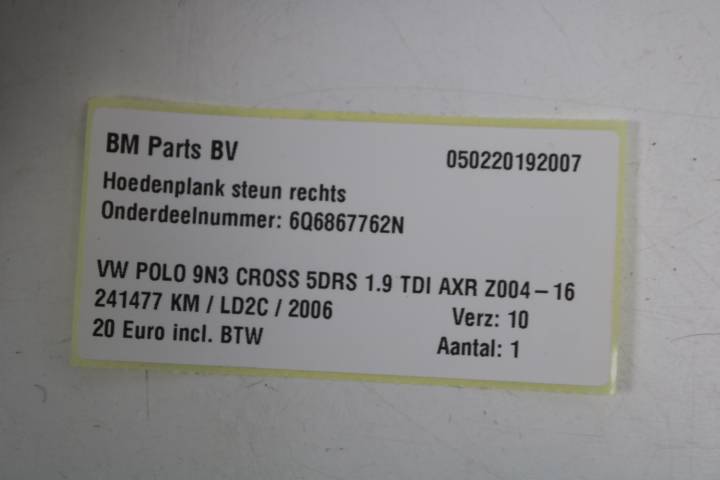 BM Parts BV 050220192007
Hoedenplank steun rechts
Onderdeelnummer: 6Q6867762N
VW POLO 9N3 CROSS 5DRS 1.9 TDI AXR Z004-16
241477 KM / LD2C / 2006 Verz: 10
20 Euro incl. BTW Aantal: 1